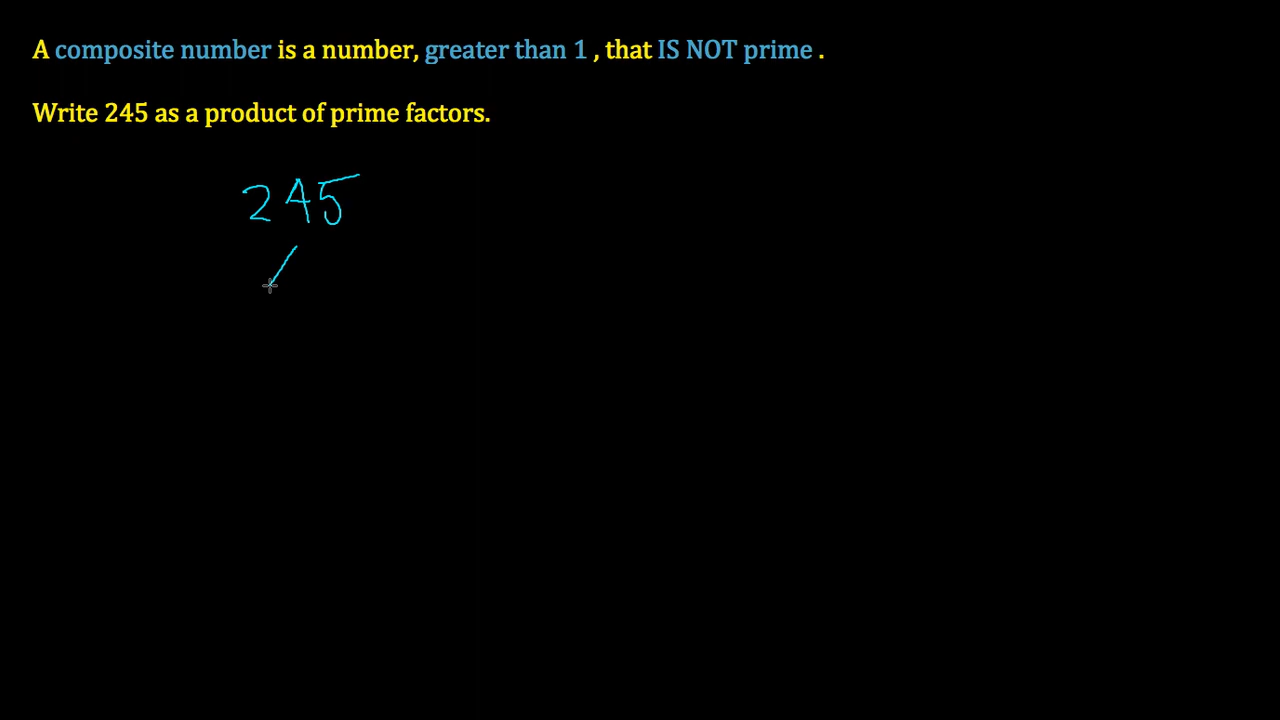 A composite number is a number, greater than 1 , that IS NOT prime .
Write 245 as a product of prime factors.
245